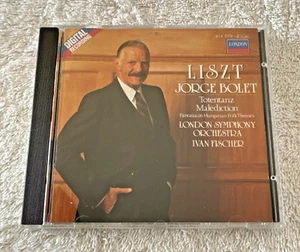 DIGITAL
RECORDING
LONDON
LISZT
JORGE BOLET
Totentanz
Malediction
Fantasia on Hungarian Folk Themes
LONDON SYMPHONY
ORCHESTRA
IVAN FISCHER